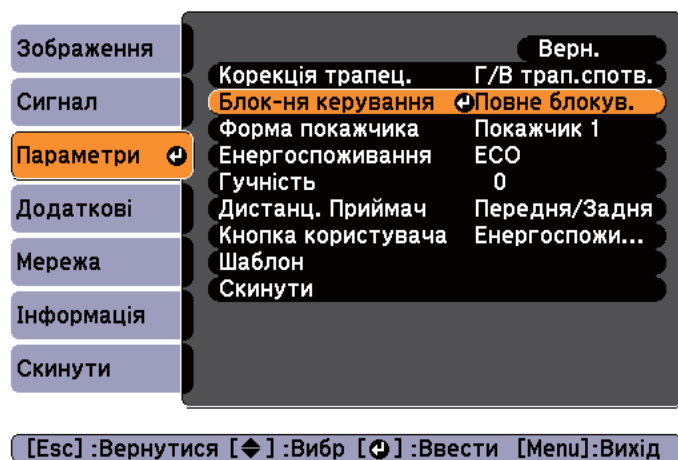 Зображення
Сигнал
Параметри
Додаткові
Мережа
Інформація
Скинути
Верн.
Корекція трапец. Г/В трап.спотв.
Блок-ня керування Повне блокув.
Форма покажчика Покажчик 1
Енергоспоживання ECO
Гучність 0
Дистанц. Приймач Передня/Задня
Кнопка користувача Енергоспожи...
Шаблон
Скинути
[Esc] :Вернутися [◆] :Вибр [↵] :Ввести [Menu]:Вихід